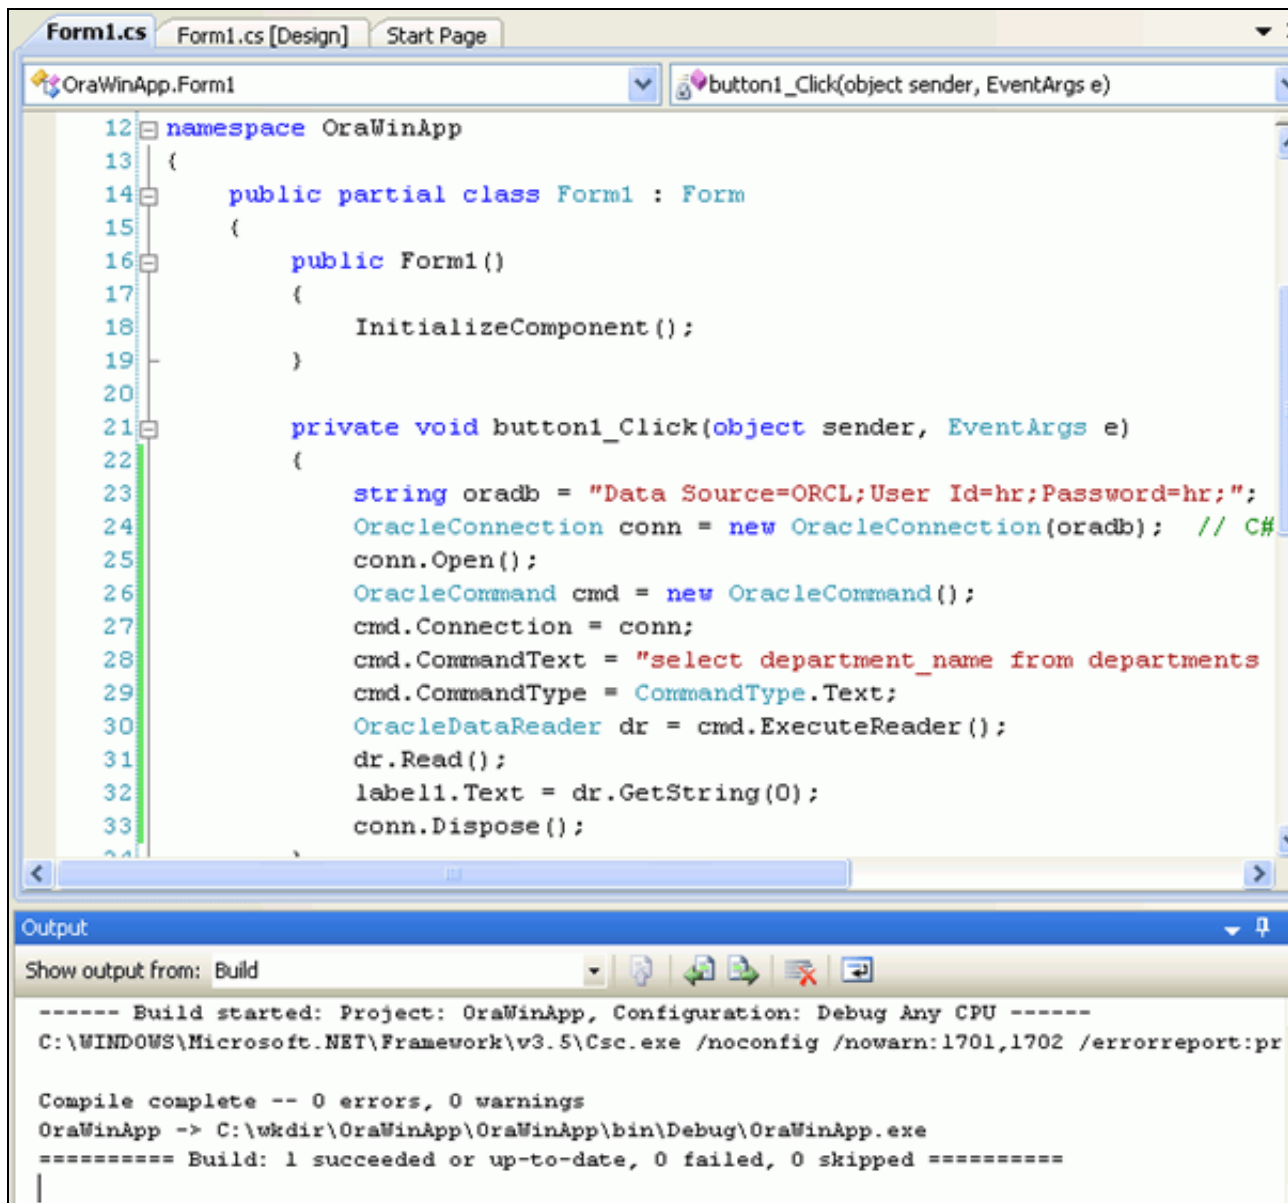 Form1.cs Form1.cs [Design] Start Page
OraWinApp.Form1 button1_Click(object sender, EventArgs e)
12 namespace OraWinApp
13 {
14 public partial class Form1 : Form
15 {
16 public Form1()
17 {
18 InitializeComponent();
19 }
20
21 private void button1_Click(object sender, EventArgs e)
22 {
23 string oradb = "Data Source=ORCL;User Id=hr;Password=hr;";
24 OracleConnection conn = new OracleConnection(oradb); // C#
25 conn.Open();
26 OracleCommand cmd = new OracleCommand();
27 cmd.Connection = conn;
28 cmd.CommandText = "select department_name from departments
29 cmd.CommandType = CommandType.Text;
30 OracleDataReader dr = cmd.ExecuteReader();
31 dr.Read();
32 label1.Text = dr.GetString(0);
33 conn.Dispose();
Output
Show output from: Build
------ Build started: Project: OraWinApp, Configuration: Debug Any CPU ------
C:\WINDOWS\Microsoft.NET\Framework\v3.5\Csc.exe /noconfig /nowarn:1701,1702 /errorreport:pr
Compile complete -- 0 errors, 0 warnings
OraWinApp -> C:\wkdir\OraWinApp\OraWinApp\bin\Debug\OraWinApp.exe
========== Build: 1 succeeded or up-to-date, 0 failed, 0 skipped ==========